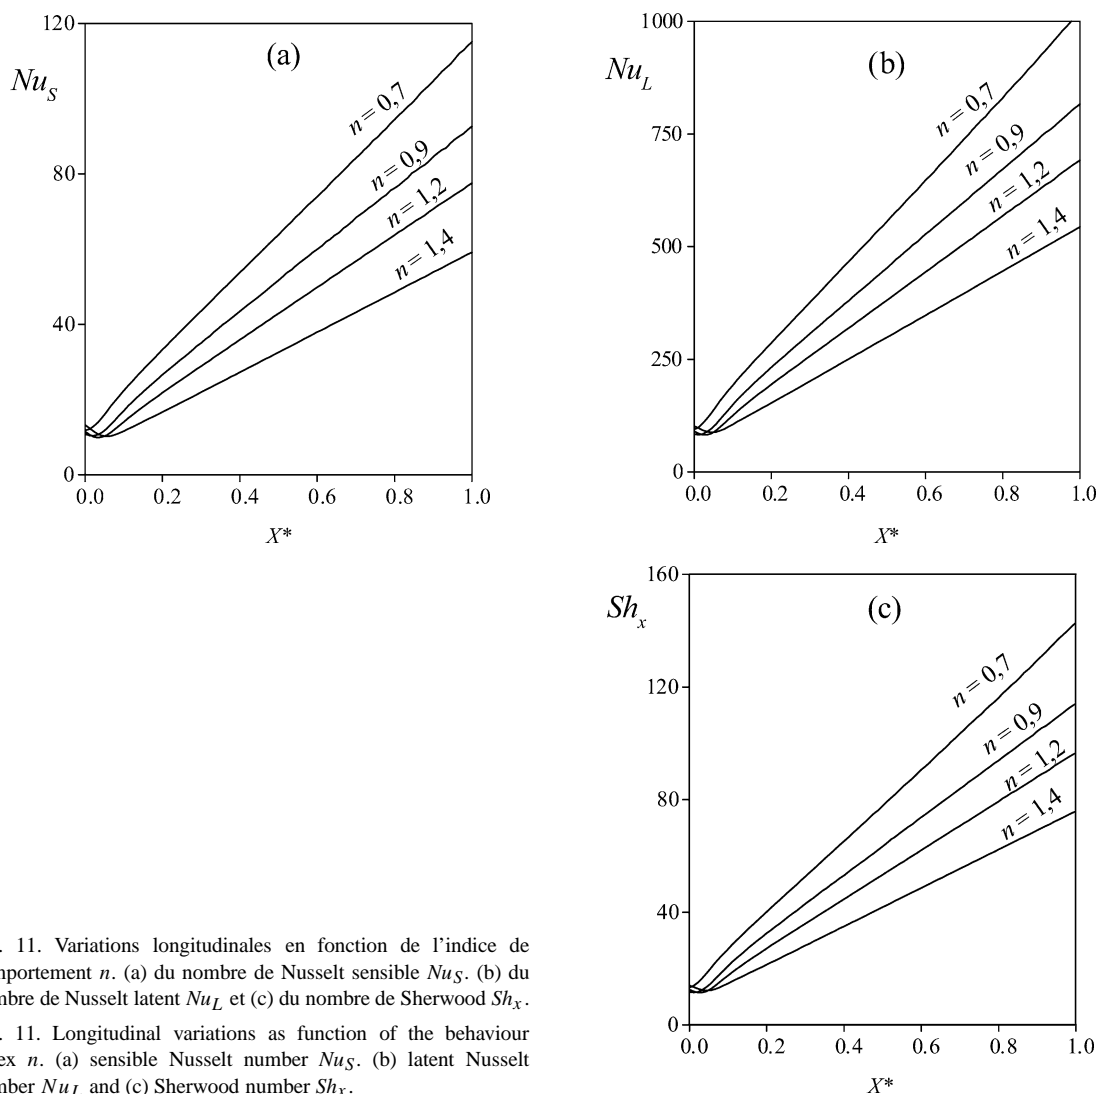 120
80
40
0
Nu_S
(a)
n = 0,7
n = 0,9
n = 1,2
n = 1,4
0.0 0.2 0.4 0.6 0.8 1.0
X*
1000
750
500
250
0
Nu_L
(b)
n = 0,7
n = 0,9
n = 1,2
n = 1,4
0.0 0.2 0.4 0.6 0.8 1.0
X*
160
120
80
40
0
Sh_x
(c)
n = 0,7
n = 0,9
n = 1,2
n = 1,4
0.0 0.2 0.4 0.6 0.8 1.0
X*
. 11. Variations longitudinales en fonction de l'indice de
mportement n. (a) du nombre de Nusselt sensible Nu_S. (b) du
mbre de Nusselt latent Nu_L et (c) du nombre de Sherwood Sh_x.
. 11. Longitudinal variations as function of the behaviour
ex n. (a) sensible Nusselt number Nu_S. (b) latent Nusselt
mber Nu_L and (c) Sherwood number Sh_x.